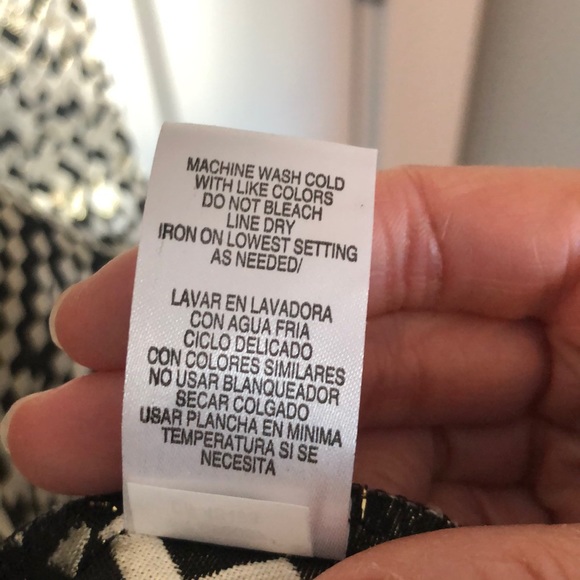 MACHINE WASH COLD
WITH LIKE COLORS
DO NOT BLEACH
LINE DRY
IRON ON LOWEST SETTING
AS NEEDED/
LAVAR EN LAVADORA
CON AGUA FRIA
CICLO DELICADO
CON COLORES SIMILARES
NO USAR BLANQUEADOR
SECAR COLGADO
USAR PLANCHA EN MINIMA
TEMPERATURA SI SE
NECESITA